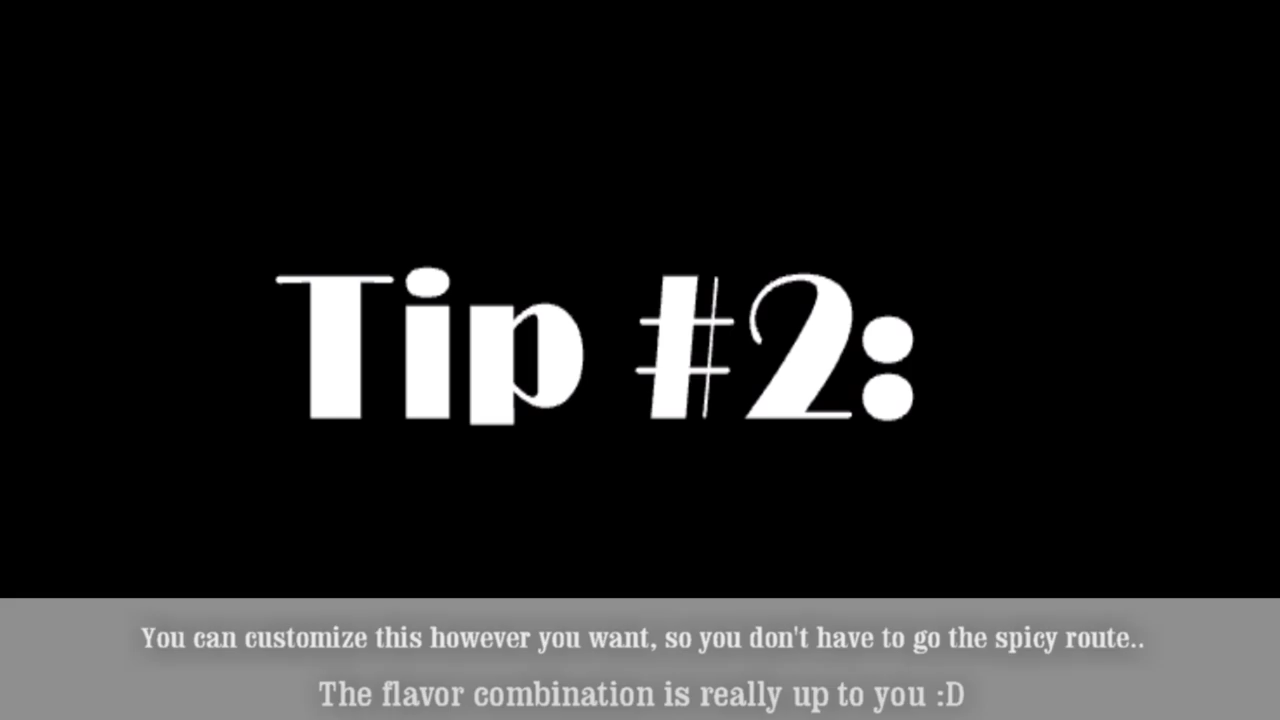 Tip #2:
You can customize this however you want, so you don't have to go the spicy route..
The flavor combination is really up to you :D